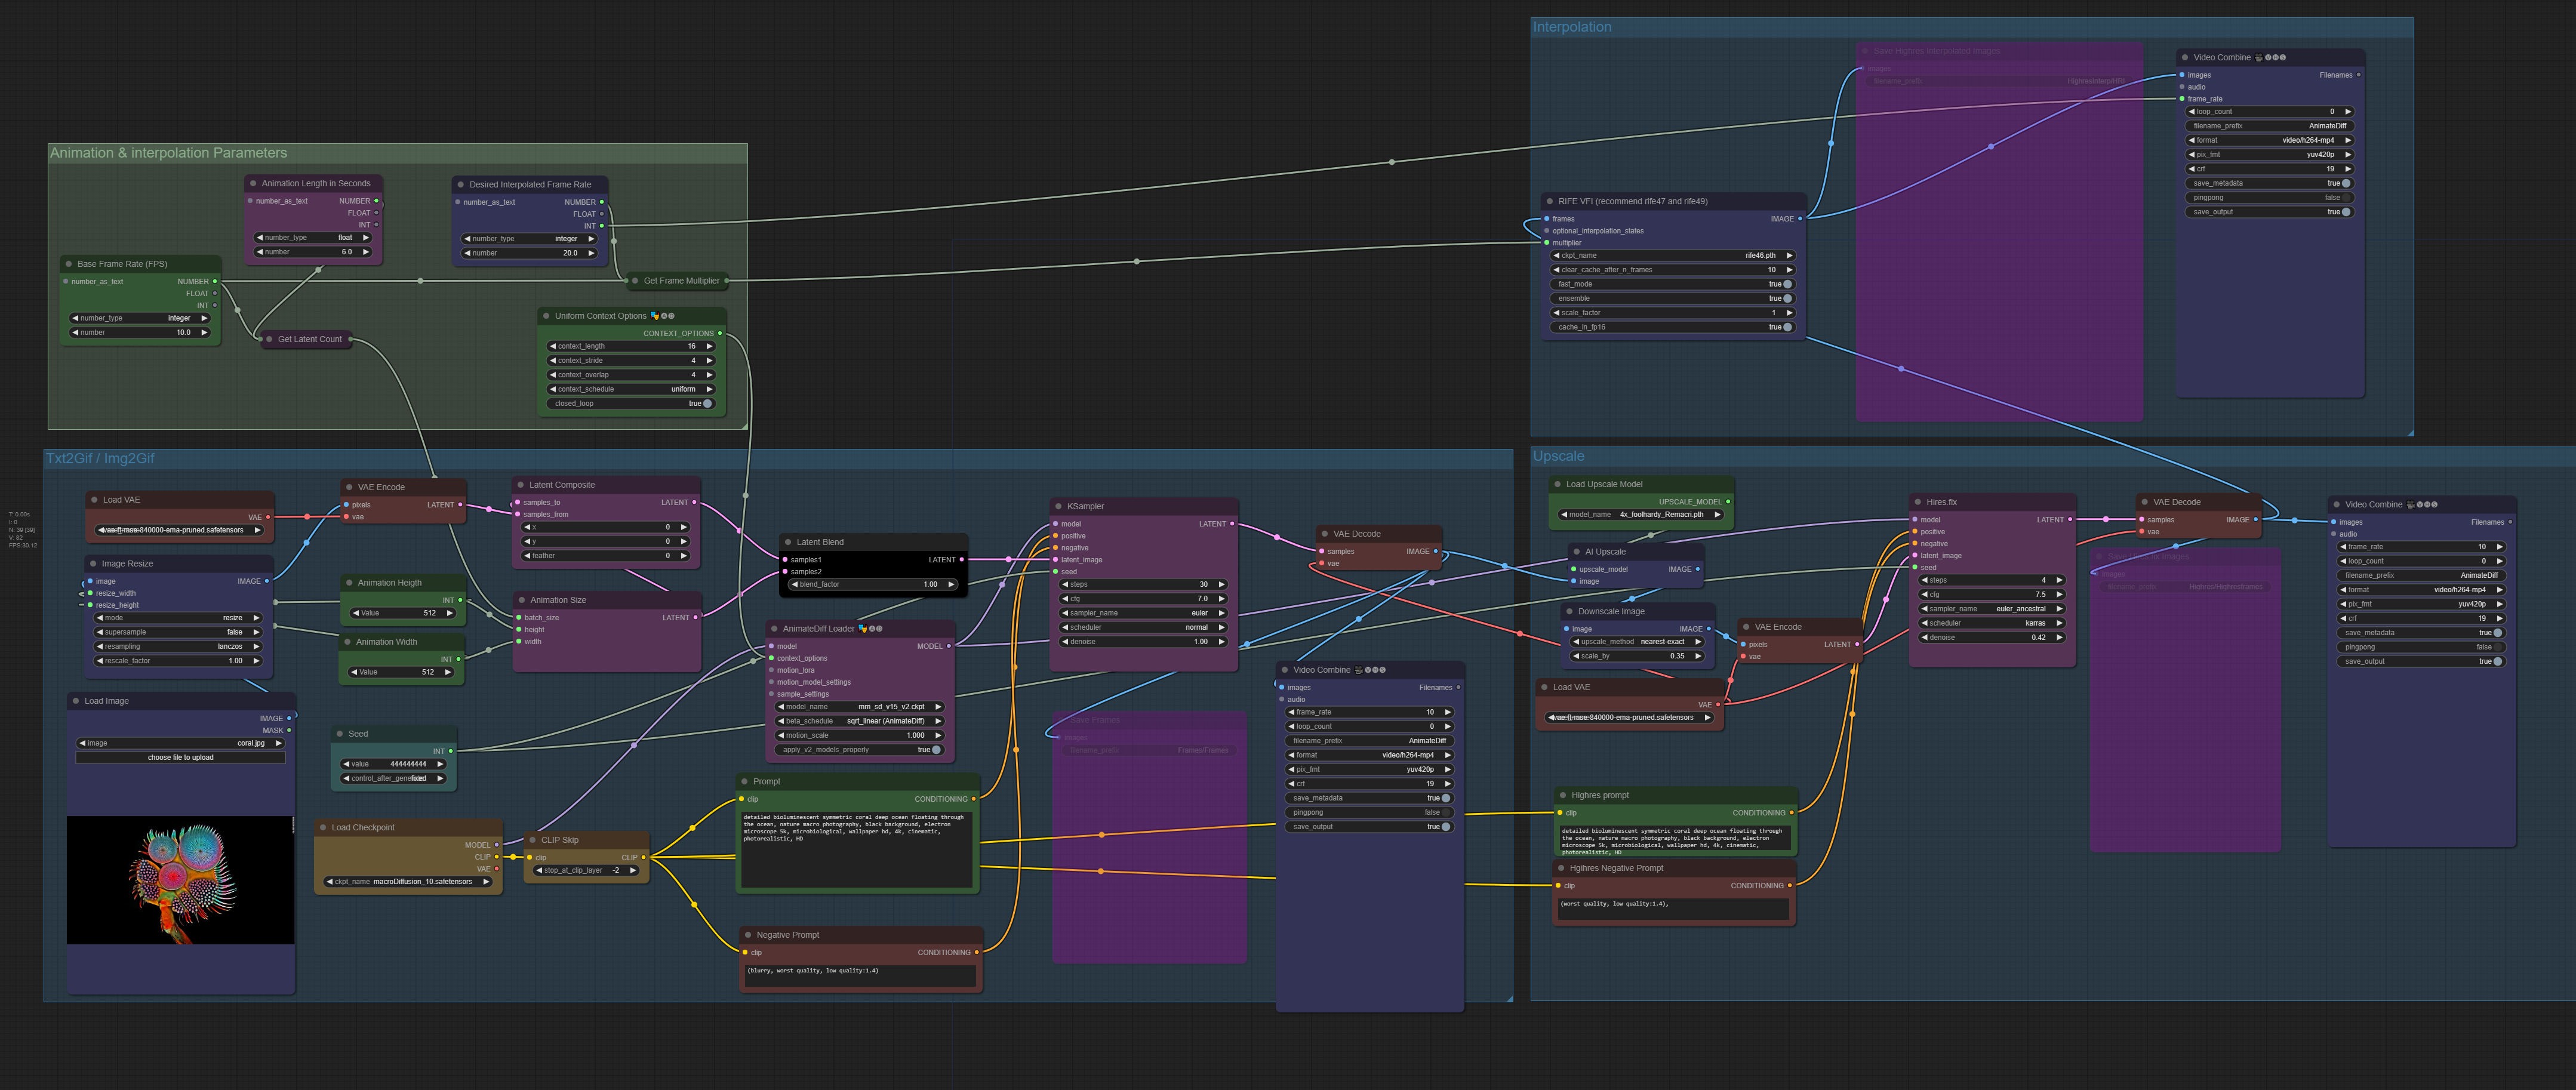 Interpolation
Save Highres Interpolated Images
images
filename_prefix HighresInterp/HRI
Video Combine
images Filenames
audio
frame_rate
loop_count 0
filename_prefix AnimateDiff
format video/h264-mp4
pix_fmt yuv420p
crf 19
save_metadata true
pingpong false
save_output true
RIFE VFI (recommend rife47 and rife49)
frames IMAGE
optional_interpolation_states
multiplier
ckpt_name rife46.pth
clear_cache_after_n_frames 10
fast_mode true
ensemble true
scale_factor 1
cache_in_fp16 true
Animation & interpolation Parameters
Animation Length in Seconds
number_as_text NUMBER
FLOAT
INT
number_type float
number 6.0
Desired Interpolated Frame Rate
number_as_text NUMBER
FLOAT
INT
number_type integer
number 20.0
Base Frame Rate (FPS)
number_as_text NUMBER
FLOAT
INT
number_type integer
number 10.0
Get Frame Multiplier
Get Latent Count
Uniform Context Options
CONTEXT_OPTIONS
context_length 16
context_stride 4
context_overlap 4
context_schedule uniform
closed_loop true
T: 0.00s
I: 0
N: 39 [39]
V: 82
FPS:30.12
Txt2Gif / Img2Gif
Load VAE
VAE
840000-ema-pruned.safetensors
VAE Encode
pixels LATENT
vae
Latent Composite
samples_to LATENT
samples_from
x 0
y 0
feather 0
Image Resize
image IMAGE
resize_width
resize_height
mode resize
supersample false
resampling lanczos
rescale_factor 1.00
Animation Heigth
INT
Value 512
Animation Width
INT
Value 512
Animation Size
batch_size LATENT
height
width
Latent Blend
samples1 LATENT
samples2
blend_factor 1.00
KSampler
model LATENT
positive
negative
latent_image
seed
steps 30
cfg 7.0
sampler_name euler
scheduler normal
denoise 1.00
VAE Decode
samples IMAGE
vae
AnimateDiff Loader
model MODEL
context_options
motion_lora
motion_model_settings
sample_settings
model_name mm_sd_v15_v2.ckpt
beta_schedule sqrt_linear (AnimateDiff)
motion_scale 1.000
apply_v2_models_properly true
Load Image
IMAGE
MASK
image coral.jpg
choose file to upload
Seed
INT
value 444444444
control_after_generate fixed
Load Checkpoint
MODEL
CLIP
VAE
ckpt_name macroDiffusion_10.safetensors
CLIP Skip
clip CLIP
stop_at_clip_layer -2
Prompt
clip CONDITIONING
detailed bioluminescent symmetric coral deep ocean floating through
the ocean, nature macro photography, black background, electron
microscope 5k, microbiological, wallpaper hd, 4k, cinematic,
photorealistic, HD
Negative Prompt
clip CONDITIONING
(blurry, worst quality, low quality:1.4)
Save Frames
images
filename_prefix Frames/Frames
Video Combine
images Filenames
audio
frame_rate 10
loop_count 0
filename_prefix AnimateDiff
format video/h264-mp4
pix_fmt yuv420p
crf 19
save_metadata true
pingpong false
save_output true
Upscale
Load Upscale Model
UPSCALE_MODEL
model_name 4x_foolhardy_Remacri.pth
AI Upscale
upscale_model IMAGE
image
Downscale Image
image IMAGE
upscale_method nearest-exact
scale_by 0.35
VAE Encode
pixels LATENT
vae
Load VAE
VAE
840000-ema-pruned.safetensors
Hires.fix
model LATENT
positive
negative
latent_image
seed
steps 4
cfg 7.5
sampler_name euler_ancestral
scheduler karras
denoise 0.42
VAE Decode
samples IMAGE
vae
images
filename_prefix Highres/Highresframes
Video Combine
images Filenames
audio
frame_rate 10
loop_count 0
filename_prefix AnimateDiff
format video/h264-mp4
pix_fmt yuv420p
crf 19
save_metadata true
pingpong false
save_output true
Highres prompt
clip CONDITIONING
detailed bioluminescent symmetric coral deep ocean floating through
the ocean, nature macro photography, black background, electron
microscope 5k, microbiological, wallpaper hd, 4k, cinematic,
photorealistic, HD
Hgihres Negative Prompt
clip CONDITIONING
(worst quality, low quality:1.4),